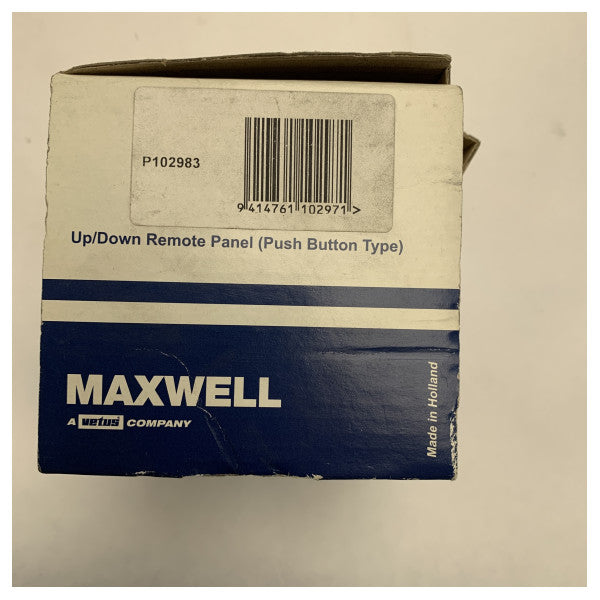 P102983
9 414761 102971 >
Up/Down Remote Panel (Push Button Type)
MAXWELL
A vetus COMPANY
Made in Holland